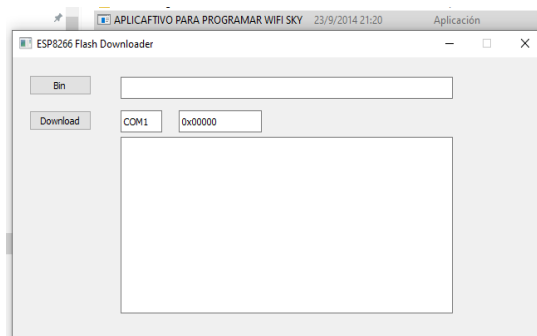 APLICAFTIVO PARA PROGRAMAR WIFI SKY 23/9/2014 21:20 Aplicación
ESP8266 Flash Downloader
Bin
Download COM1 0x00000